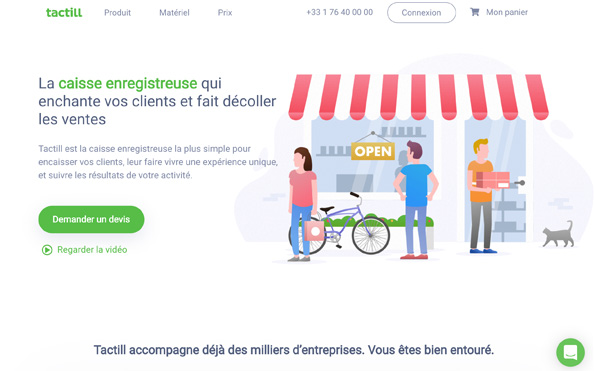 tactill
Produit
Matériel
Prix
+33 1 76 40 00 00
Connexion
Mon panier
La caisse enregistreuse qui
enchante vos clients et fait décoller
les ventes
Tactill est la caisse enregistreuse la plus simple pour
encaisser vos clients, leur faire vivre une expérience unique,
et suivre les résultats de votre activité.
OPEN
Demander un devis
Regarder la vidéo
Tactill accompagne déjà des milliers d'entreprises. Vous êtes bien entouré.